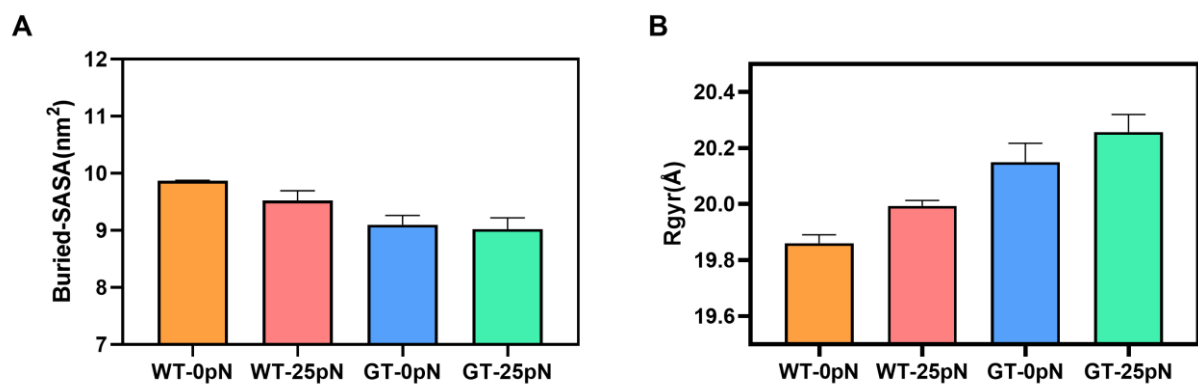 A
Buried-SASA(nm²)
12
11
10
9
8
7
WT-0pN WT-25pN GT-0pN GT-25pN
B
Rgyr(Å)
20.4
20.2
20.0
19.8
19.6
WT-0pN WT-25pN GT-0pN GT-25pN